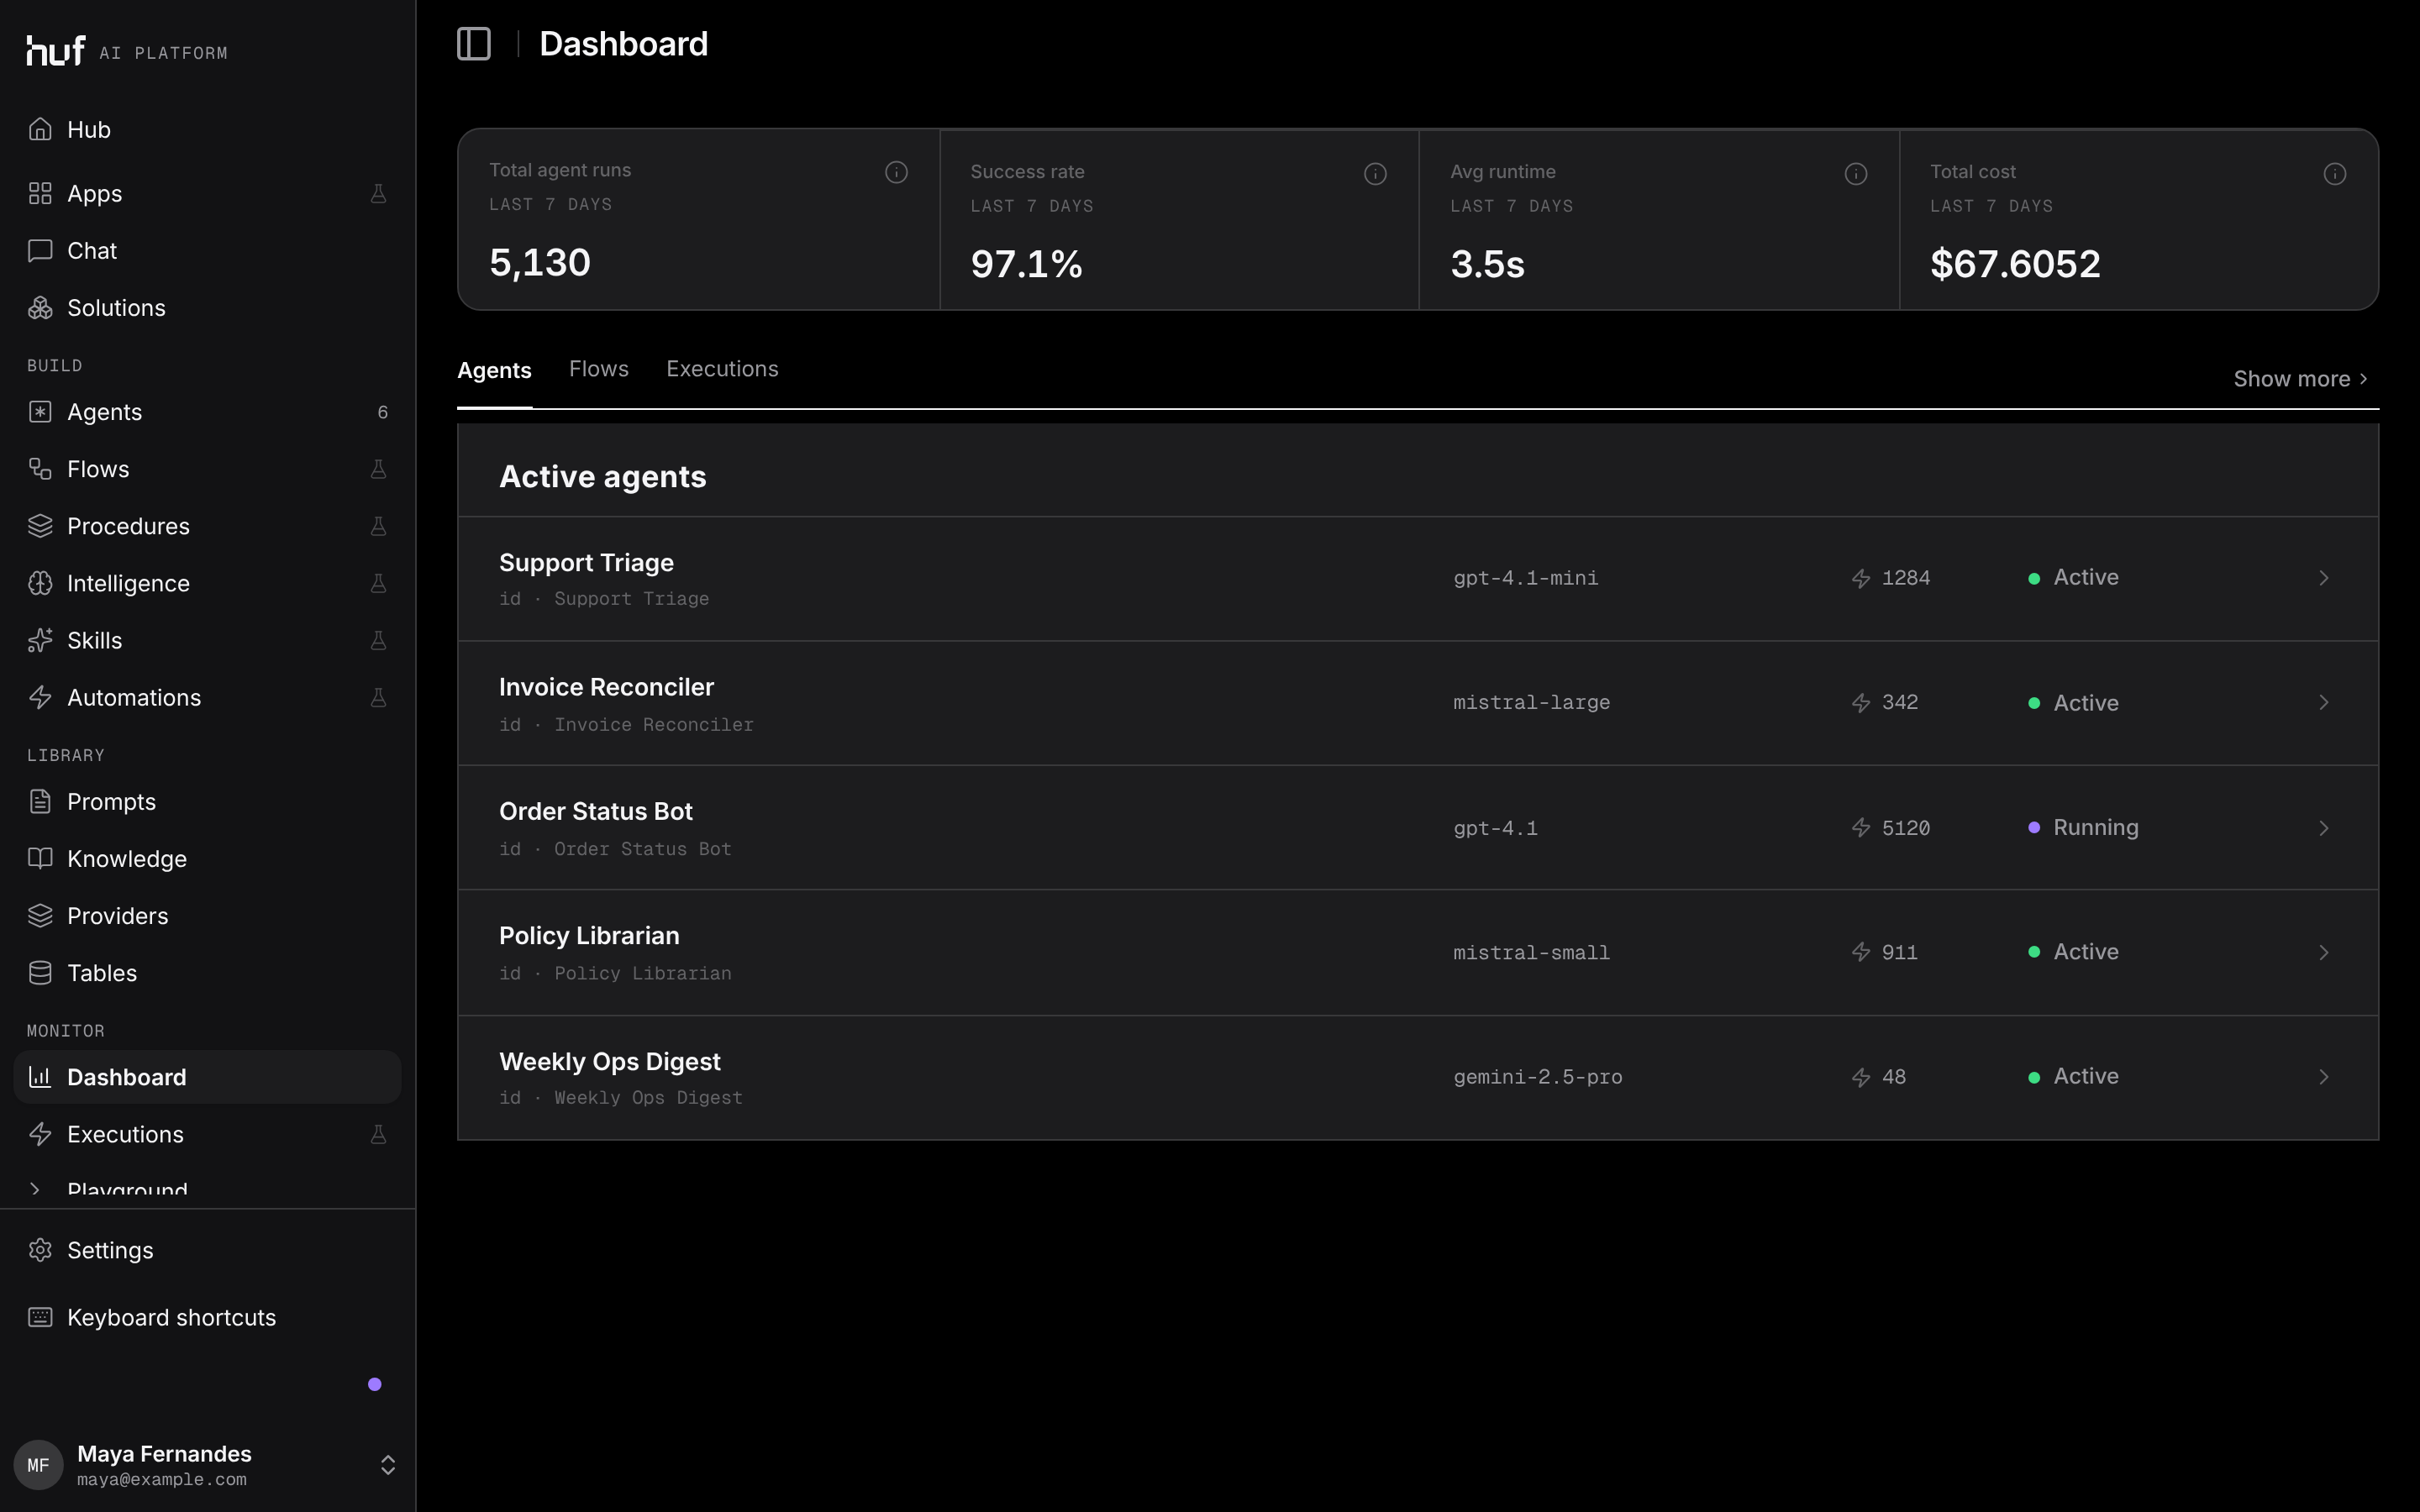 huf AI PLATFORM
Hub
Apps
Chat
Solutions
BUILD
Agents 6
Flows
Procedures
Intelligence
Skills
Automations
LIBRARY
Prompts
Knowledge
Providers
Tables
MONITOR
Dashboard
Executions
Playground
Settings
Keyboard shortcuts
MF
Maya Fernandes
maya@example.com
Dashboard
Total agent runs
LAST 7 DAYS
5,130
Success rate
LAST 7 DAYS
97.1%
Avg runtime
LAST 7 DAYS
3.5s
Total cost
LAST 7 DAYS
$67.6052
Agents Flows Executions Show more
Active agents
Support Triage
id · Support Triage
gpt-4.1-mini 1284 Active
Invoice Reconciler
id · Invoice Reconciler
mistral-large 342 Active
Order Status Bot
id · Order Status Bot
gpt-4.1 5120 Running
Policy Librarian
id · Policy Librarian
mistral-small 911 Active
Weekly Ops Digest
id · Weekly Ops Digest
gemini-2.5-pro 48 Active